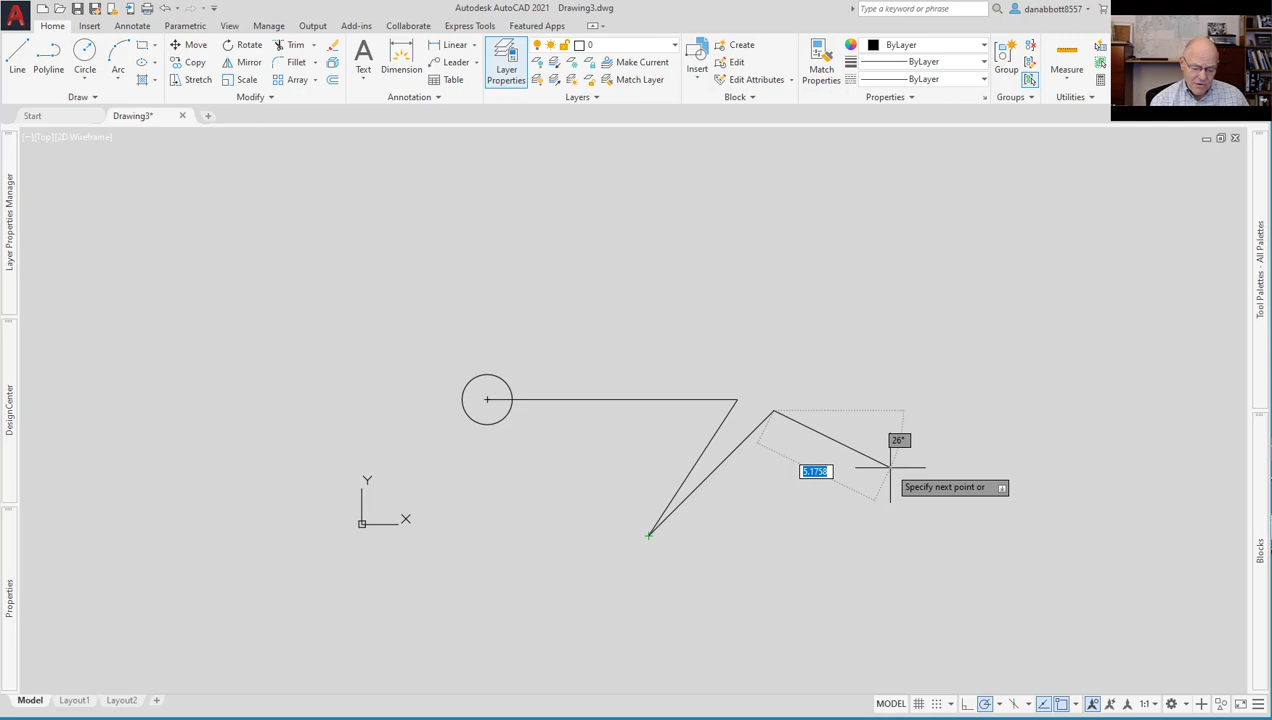 Autodesk AutoCAD 2021 Drawing3.dwg
Type a keyword or phrase
danabbott8557
Home Insert Annotate Parametric View Manage Output Add-ins Collaborate Express Tools Featured Apps
Line
Polyline
Circle
Arc
Draw
Move
Rotate
Trim
Copy
Mirror
Fillet
Stretch
Scale
Array
Modify
Text
Dimension
Linear
Leader
Table
Annotation
Layer Properties
0
Make Current
Match Layer
Layers
Insert
Create
Edit
Edit Attributes
Block
Match Properties
ByLayer
ByLayer
ByLayer
Properties
Group
Groups
Measure
Utilities
Start
Drawing3*
[−][Top][2D Wireframe]
Layer Properties Manager
DesignCenter
Properties
Tool Palettes - All Palettes
Blocks
26°
5.1758
Specify next point or
Y
X
Model Layout1 Layout2
MODEL
1:1